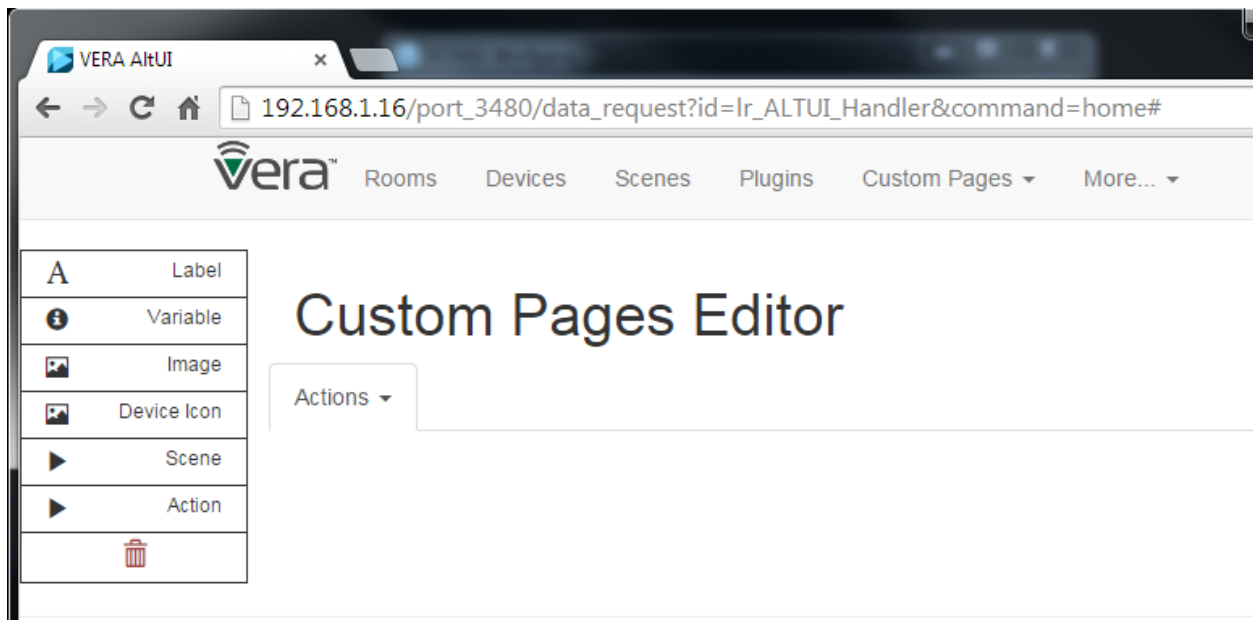 VERA AltUI
192.168.1.16/port_3480/data_request?id=lr_ALTUI_Handler&command=home#
vera™ Rooms Devices Scenes Plugins Custom Pages More...
A Label
Variable
Image
Device Icon
Scene
Action
Custom Pages Editor
Actions